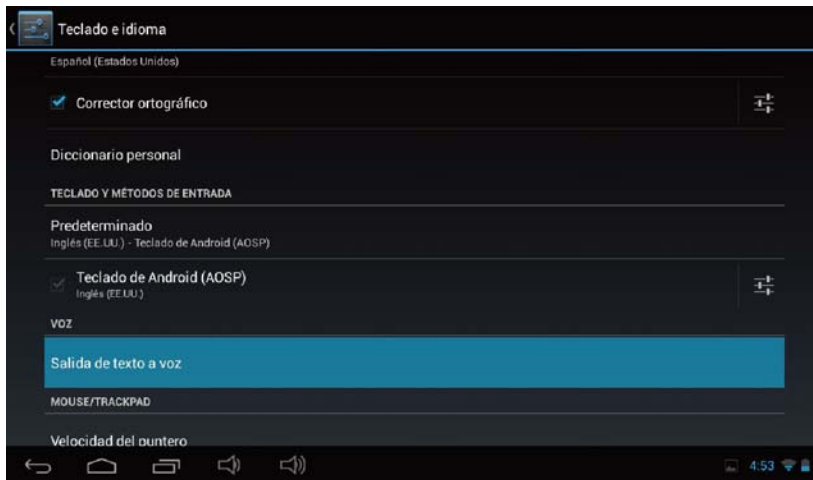 Teclado e idioma
Español (Estados Unidos)
Corrector ortográfico
Diccionario personal
TECLADO Y MÉTODOS DE ENTRADA
Predeterminado
Inglés (EE.UU.) - Teclado de Android (AOSP)
Teclado de Android (AOSP)
Inglés (EE.UU.)
VOZ
Salida de texto a voz
MOUSE/TRACKPAD
Velocidad del puntero
4:53